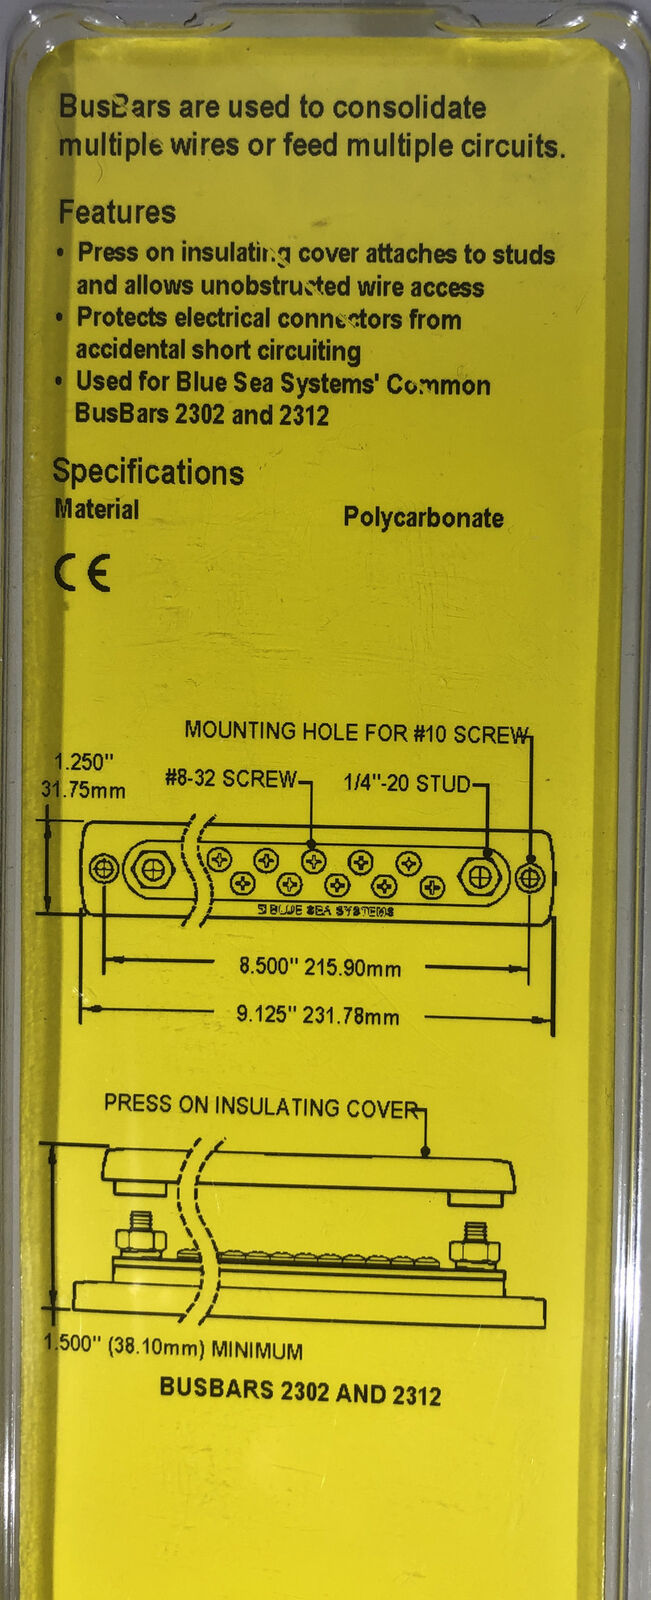 BusBars are used to consolidate
multiple wires or feed multiple circuits.
Features
• Press on insulating cover attaches to studs
and allows unobstructed wire access
• Protects electrical connectors from
accidental short circuiting
• Used for Blue Sea Systems' Common
BusBars 2302 and 2312
Specifications
Material Polycarbonate
CE
MOUNTING HOLE FOR #10 SCREW
1.250"
31.75mm
#8-32 SCREW
1/4"-20 STUD
BLUE SEA SYSTEMS
8.500" 215.90mm
9.125" 231.78mm
PRESS ON INSULATING COVER
1.500" (38.10mm) MINIMUM
BUSBARS 2302 AND 2312